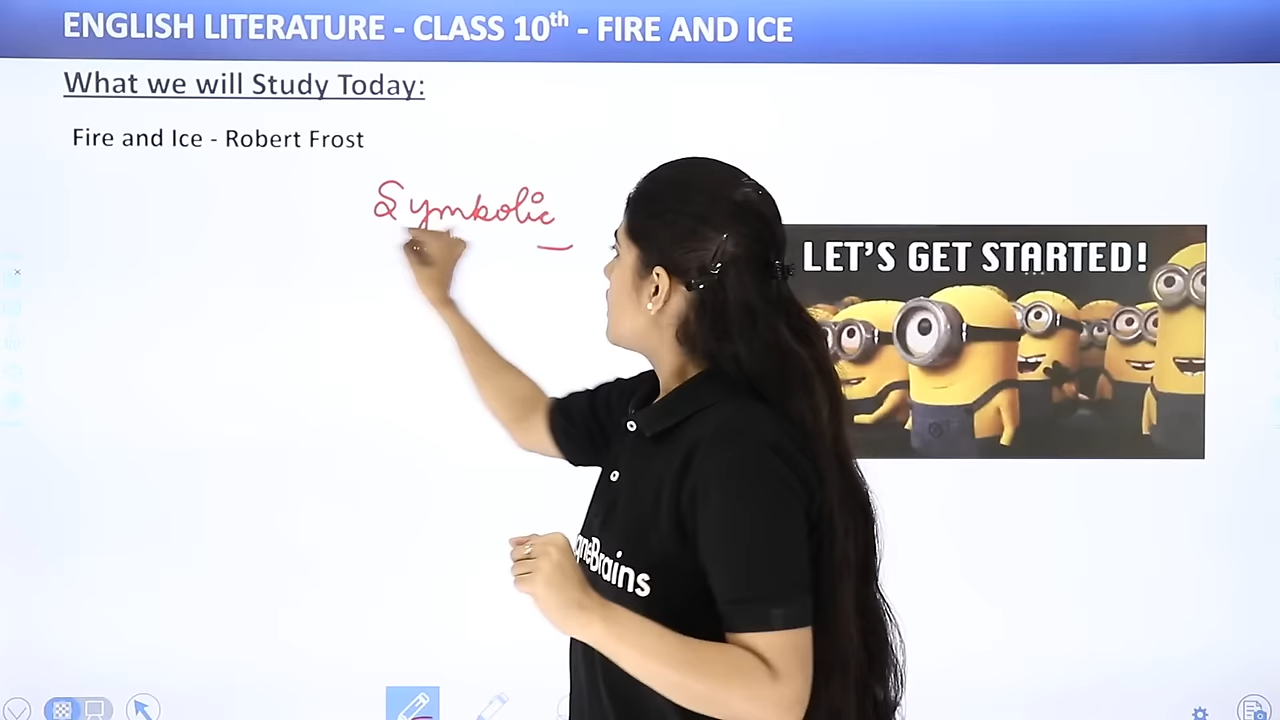 ENGLISH LITERATURE - CLASS 10th - FIRE AND ICE
What we will Study Today:
Fire and Ice - Robert Frost
Symbolic
LET'S GET STARTED!
Brains